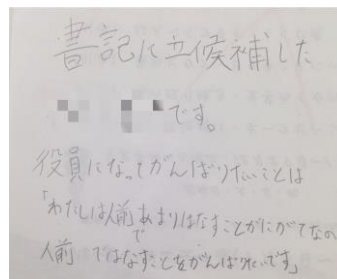 書記に立候補した
です。
役員になってがんばりたいことは
「わたしは人前であまりはなすことがにがてなの
人前ではなすことをがんばりたいです」